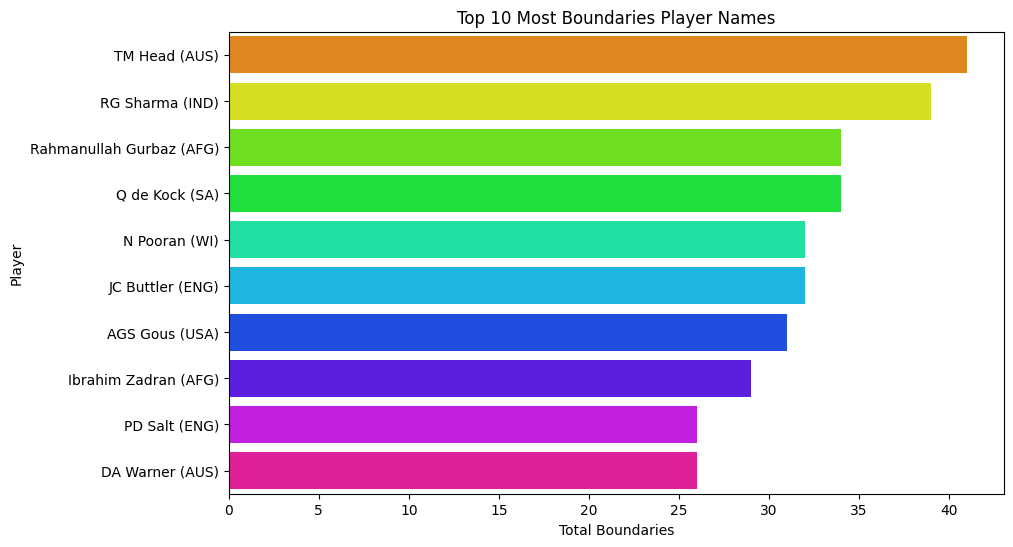 Top 10 Most Boundaries Player Names
TM Head (AUS)
RG Sharma (IND)
Rahmanullah Gurbaz (AFG)
Q de Kock (SA)
N Pooran (WI)
JC Buttler (ENG)
AGS Gous (USA)
Ibrahim Zadran (AFG)
PD Salt (ENG)
DA Warner (AUS)
Player
0 5 10 15 20 25 30 35 40
Total Boundaries